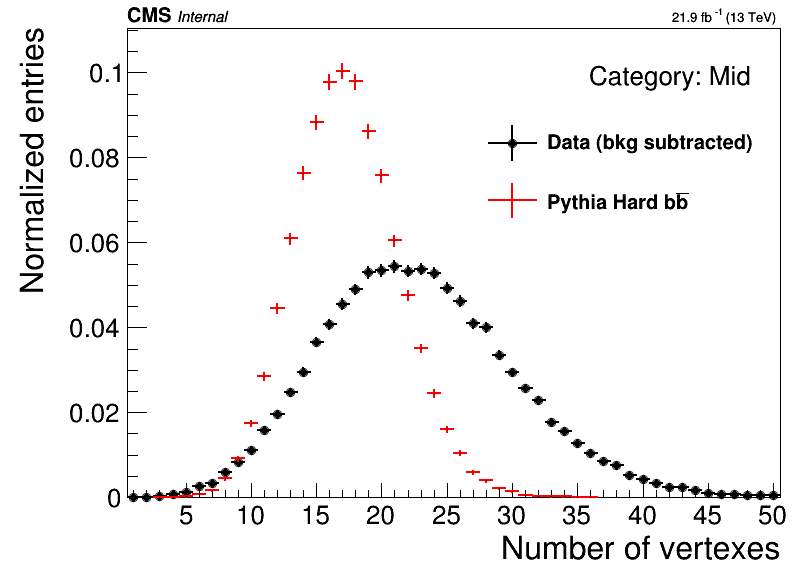 CMS Internal
21.9 fb⁻¹ (13 TeV)
Normalized entries
0.1
0.08
0.06
0.04
0.02
0
Category: Mid
Data (bkg subtracted)
Pythia Hard bb̅
5 10 15 20 25 30 35 40 45 50
Number of vertexes